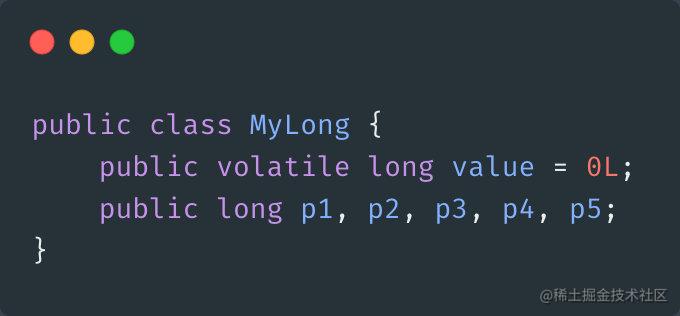 public class MyLong {
    public volatile long value = 0L;
    public long p1, p2, p3, p4, p5;
}
@稀土掘金技术社区